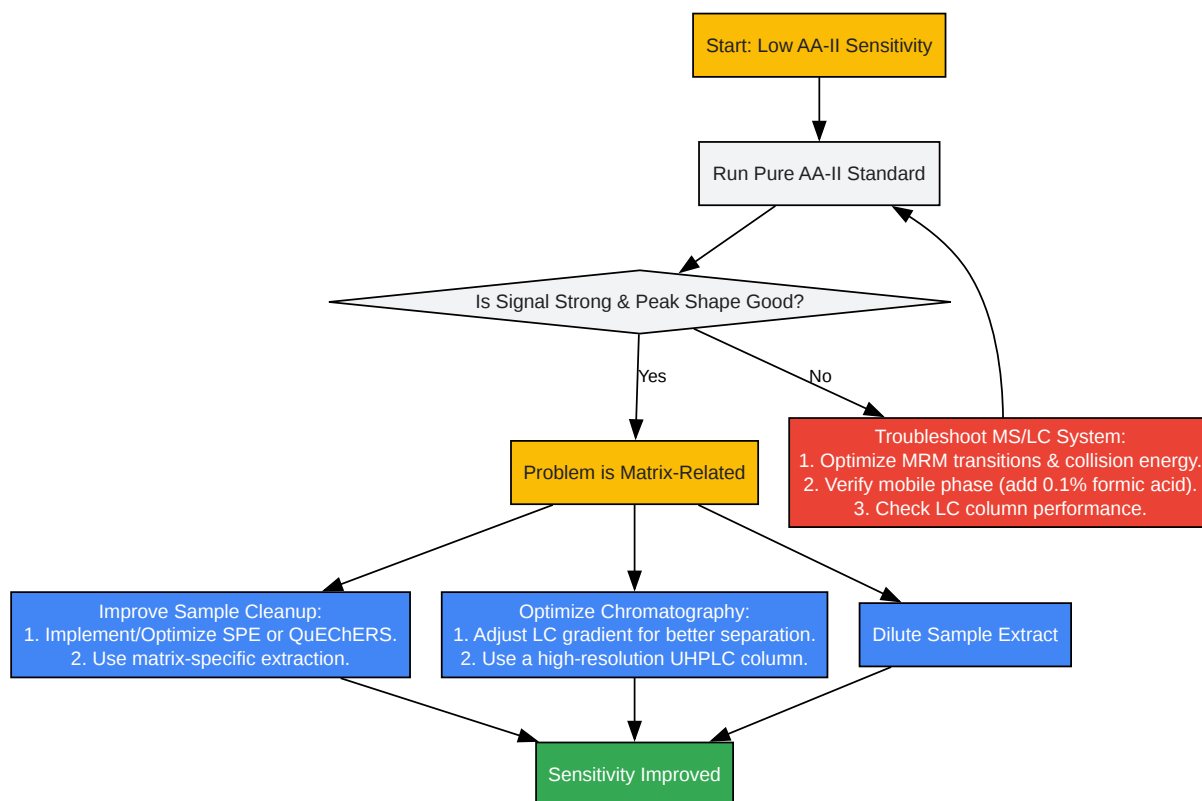 Start: Low AA-II Sensitivity
Run Pure AA-II Standard
Is Signal Strong & Peak Shape Good?
Yes
No
Problem is Matrix-Related
Troubleshoot MS/LC System:
1. Optimize MRM transitions & collision energy.
2. Verify mobile phase (add 0.1% formic acid).
3. Check LC column performance.
Improve Sample Cleanup:
1. Implement/Optimize SPE or QuEChERS.
2. Use matrix-specific extraction.
Optimize Chromatography:
1. Adjust LC gradient for better separation.
2. Use a high-resolution UHPLC column.
Dilute Sample Extract
Sensitivity Improved